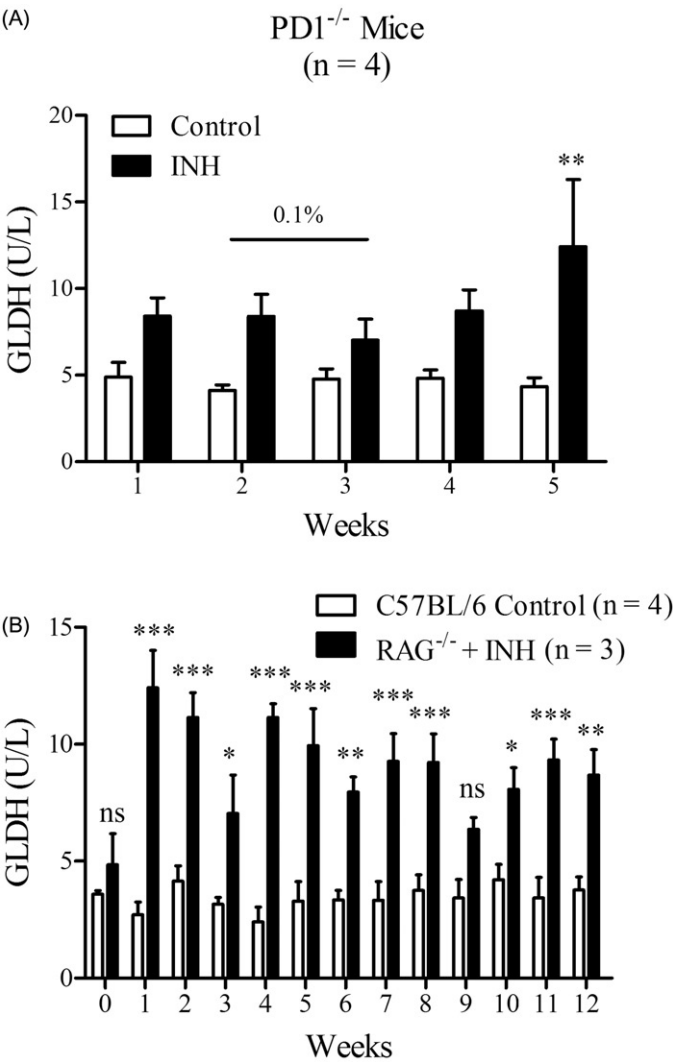 (A)
PD1-/- Mice
(n = 4)
20
Control
INH
**
15
0.1%
10
5
0
GLDH (U/L)
1 2 3 4 5
Weeks
(B)
C57BL/6 Control (n = 4)
RAG-/- + INH (n = 3)
15
*** *** * *** *** ** *** *** * *** **
10
ns ns
5
0
GLDH (U/L)
0 1 2 3 4 5 6 7 8 9 10 11 12
Weeks